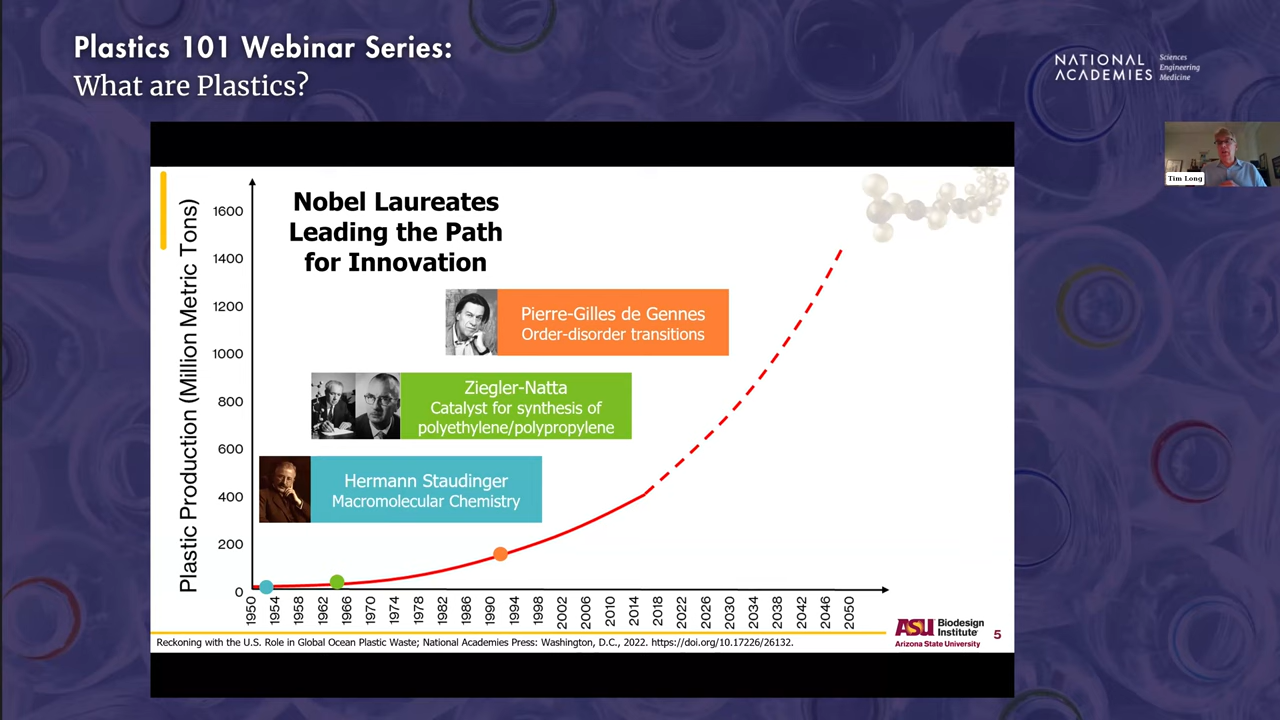 Plastics 101 Webinar Series:
What are Plastics?
NATIONAL
ACADEMIES
Sciences
Engineering
Medicine
Tim Long
Nobel Laureates
Leading the Path
for Innovation
Plastic Production (Million Metric Tons)
1600
1400
1200
1000
800
600
400
200
0
Pierre-Gilles de Gennes
Order-disorder transitions
Ziegler-Natta
Catalyst for synthesis of
polyethylene/polypropylene
Hermann Staudinger
Macromolecular Chemistry
1950
1954
1958
1962
1966
1970
1974
1978
1982
1986
1990
1994
1998
2002
2006
2010
2014
2018
2022
2026
2030
2034
2038
2042
2046
2050
Reckoning with the U.S. Role in Global Ocean Plastic Waste; National Academies Press: Washington, D.C., 2022. https://doi.org/10.17226/26132.
ASU Biodesign
Institute
Arizona State University
5